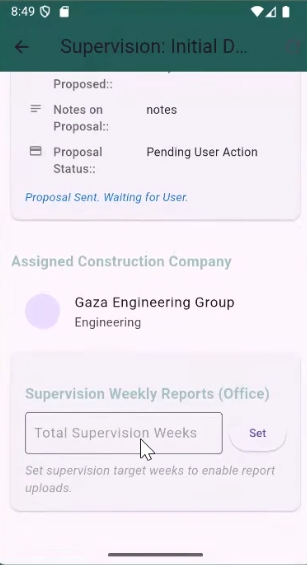 8:49
Supervision: Initial D...
Proposed::
Notes on
Proposal::
notes
Proposal
Status::
Pending User Action
Proposal Sent. Waiting for User.
Assigned Construction Company
Gaza Engineering Group
Engineering
Supervision Weekly Reports (Office)
Total Supervision Weeks
Set
Set supervision target weeks to enable report
uploads.